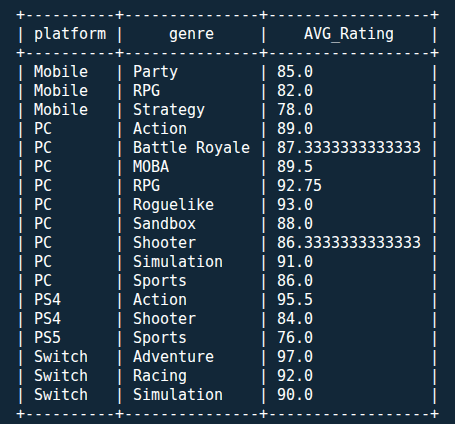 +----------+---------------+------------------+
| platform |     genre     |    AVG_Rating    |
+----------+---------------+------------------+
| Mobile   | Party         | 85.0             |
| Mobile   | RPG           | 82.0             |
| Mobile   | Strategy      | 78.0             |
| PC       | Action        | 89.0             |
| PC       | Battle Royale | 87.3333333333333 |
| PC       | MOBA          | 89.5             |
| PC       | RPG           | 92.75            |
| PC       | Roguelike     | 93.0             |
| PC       | Sandbox       | 88.0             |
| PC       | Shooter       | 86.3333333333333 |
| PC       | Simulation    | 91.0             |
| PC       | Sports        | 86.0             |
| PS4      | Action        | 95.5             |
| PS4      | Shooter       | 84.0             |
| PS5      | Sports        | 76.0             |
| Switch   | Adventure     | 97.0             |
| Switch   | Racing        | 92.0             |
| Switch   | Simulation    | 90.0             |
+----------+---------------+------------------+